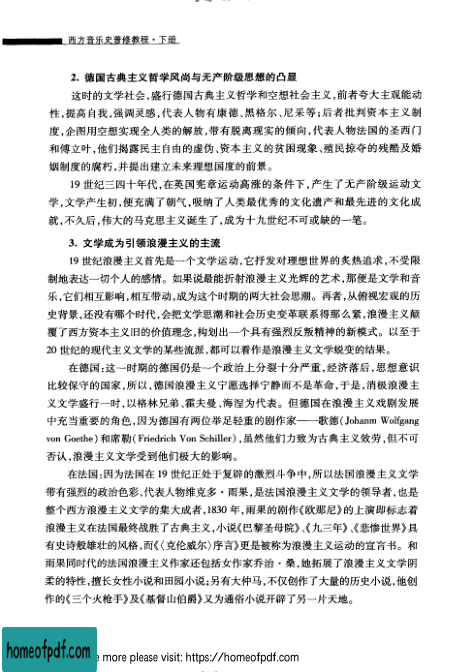 西方音乐史普修教程·下册
2. 德国古典主义哲学风尚与无产阶级思想的凸显
这时的文学社会,盛行德国古典主义哲学和空想社会主义,前者夸大主观能动
性,提高自我,强调灵感,代表人物有康德、黑格尔、尼采等;后者批判资本主义制
度,企图用空想实现全人类的解放,带有脱离现实的倾向,代表人物法国的圣西门
和傅立叶,他们揭露民主自由的虚伪、资本主义的贫困现象、殖民掠夺的残酷及婚
姻制度的腐朽,并提出建立未来理想国度的前景。
19 世纪三四十年代,在英国宪章运动高涨的条件下,产生了无产阶级运动文
学,文学产生初,便充满了朝气,吸纳了人类最优秀的文化遗产和最先进的文化成
就,不久后,伟大的马克思主义诞生了,成为十九世纪不可或缺的一笔。
3. 文学成为引领浪漫主义的主流
19 世纪浪漫主义首先是一个文学运动,它抒发对理想世界的炙热追求,不受限
制地表达一切个人的感情。如果说最能折射浪漫主义光辉的艺术,那便是文学和音
乐,它们相互影响,相互带动,成为这个时期的两大社会思潮。再者,从俯视宏观的历
史背景,还没有哪个时代,会把文学思潮和社会历史变革联系得那么紧,浪漫主义颠
覆了西方资本主义旧的价值理念,构划出一个具有强烈反叛精神的新模式。以至于
20 世纪的现代主义文学的某些流派,都可以看作是浪漫主义文学蜕变的结果。
在德国:这一时期的德国仍是一个政治上分裂十分严重,经济落后,思想意识
比较保守的国家,所以,德国浪漫主义宁愿选择宁静而不是革命,于是,消极浪漫主
义文学盛行一时,以格林兄弟、霍夫曼、海涅为代表。但德国在浪漫主义戏剧发展
中充当重要的角色,因为德国有两位举足轻重的剧作家——歌德(Johanm Wolfgang
von Goethe)和席勒(Friedrich Von Schiller),虽然他们力致为古典主义效劳,但不可
否认,浪漫主义文学受到他们极大的影响。
在法国:因为法国在 19 世纪正处于复辟的激烈斗争中,所以法国浪漫主义文学
带有强烈的政治色彩,代表人物维克多·雨果,是法国浪漫主义文学的领导者,也是
整个西方浪漫主义文学的集大成者,1830 年,雨果的剧作《欧那尼》的上演即标志着
浪漫主义在法国最终战胜了古典主义,小说《巴黎圣母院》、《九三年》、《悲惨世界》具
有史诗般雄壮的风格,而《〈克伦威尔〉序言》更是被称为浪漫主义运动的宣言书。和
雨果同时代的法国浪漫主义作家还包括女作家乔治·桑,她拓展了浪漫主义文学阴
柔的特性,擅长女性小说和田园小说;另有大仲马,不仅创作了大量的历史小说,他创
作的《三个火枪手》及《基督山伯爵》又为通俗小说开辟了另一片天地。
homeofpdf.com
e more please visit: https://homeofpdf.com